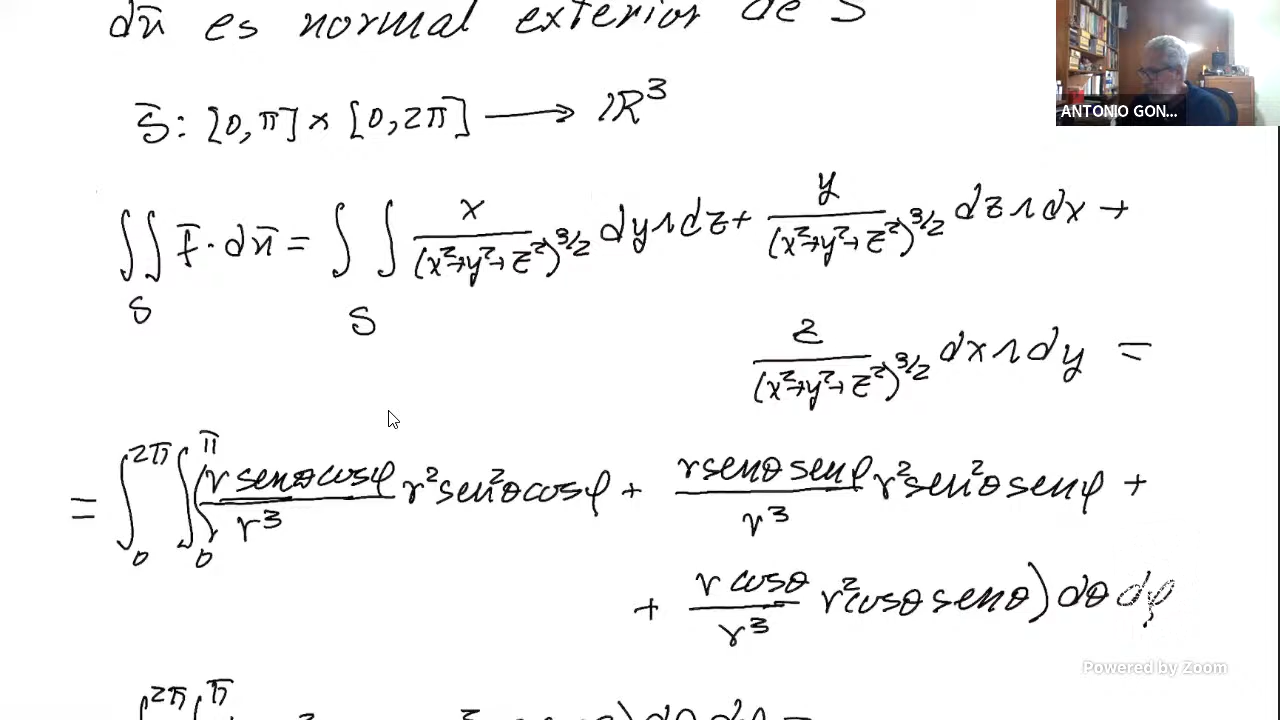 dn̄ es normal exterior de S
ANTONIO GON...
s̄: [0,π] × [0,2π] ⟶ ℝ³
∬_S F̄·dn̄ = ∫∫_S x/(x²+y²+z²)^{3/2} dy∧dz + y/(x²+y²+z²)^{3/2} dz∧dx +
z/(x²+y²+z²)^{3/2} dx∧dy =
= ∫_0^{2π} ∫_0^π (r senθ cosφ/r³ r² sen²θ cosφ + r senθ senφ/r³ r² sen²θ senφ +
+ r cosθ/r³ r² cosθ senθ) dθ dφ
Powered by Zoom
2π π